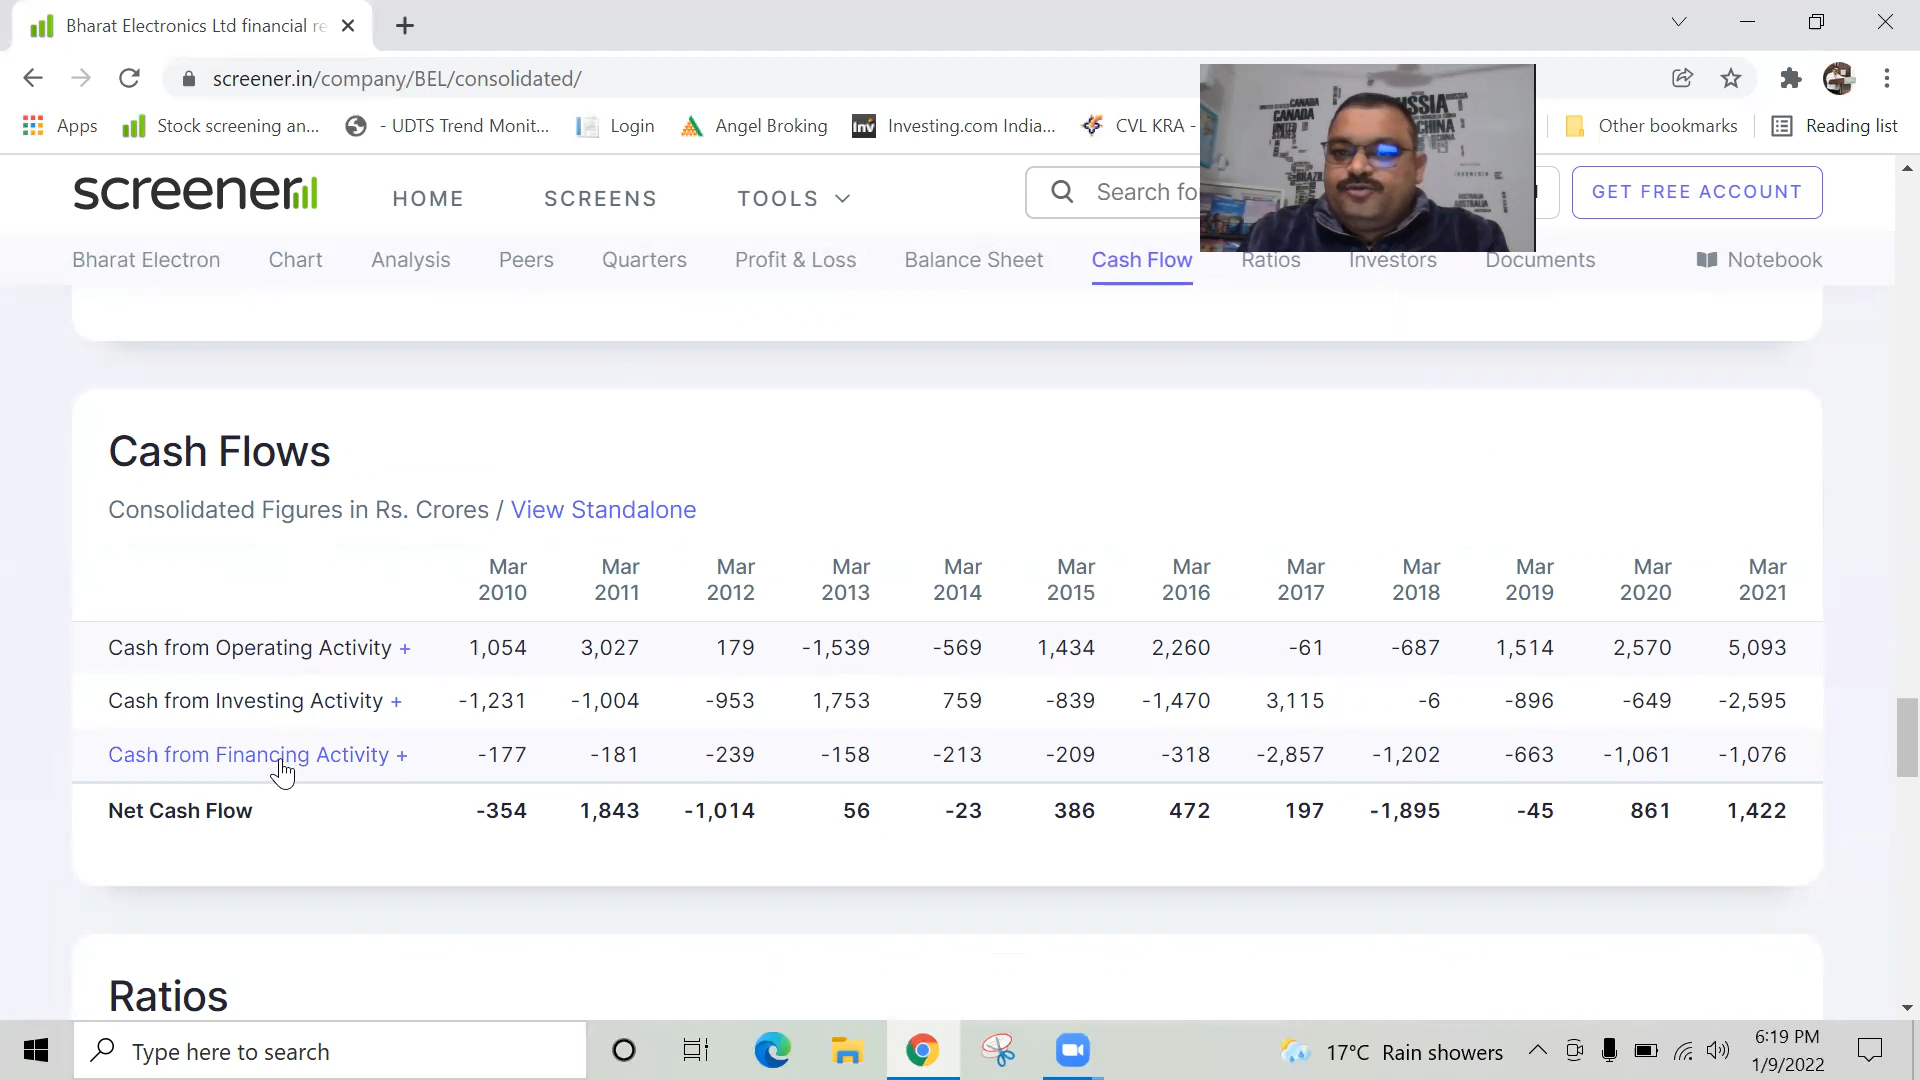 Bharat Electronics Ltd financial re
screener.in/company/BEL/consolidated/
Apps Stock screening an... - UDTS Trend Monit... Login Angel Broking Inv Investing.com India... CVL KRA - Other bookmarks Reading list
screener HOME SCREENS TOOLS Search fo GET FREE ACCOUNT
Bharat Electron Chart Analysis Peers Quarters Profit & Loss Balance Sheet Cash Flow Ratios Investors Documents Notebook
CANADA
CANADA
RUSSIA
CHINA
BRAZIL
AUSTRALIA
Cash Flows
Consolidated Figures in Rs. Crores / View Standalone
Mar 2010 Mar 2011 Mar 2012 Mar 2013 Mar 2014 Mar 2015 Mar 2016 Mar 2017 Mar 2018 Mar 2019 Mar 2020 Mar 2021
Cash from Operating Activity + 1,054 3,027 179 -1,539 -569 1,434 2,260 -61 -687 1,514 2,570 5,093
Cash from Investing Activity + -1,231 -1,004 -953 1,753 759 -839 -1,470 3,115 -6 -896 -649 -2,595
Cash from Financing Activity + -177 -181 -239 -158 -213 -209 -318 -2,857 -1,202 -663 -1,061 -1,076
Net Cash Flow -354 1,843 -1,014 56 -23 386 472 197 -1,895 -45 861 1,422
Ratios
Type here to search 17°C Rain showers 6:19 PM
1/9/2022